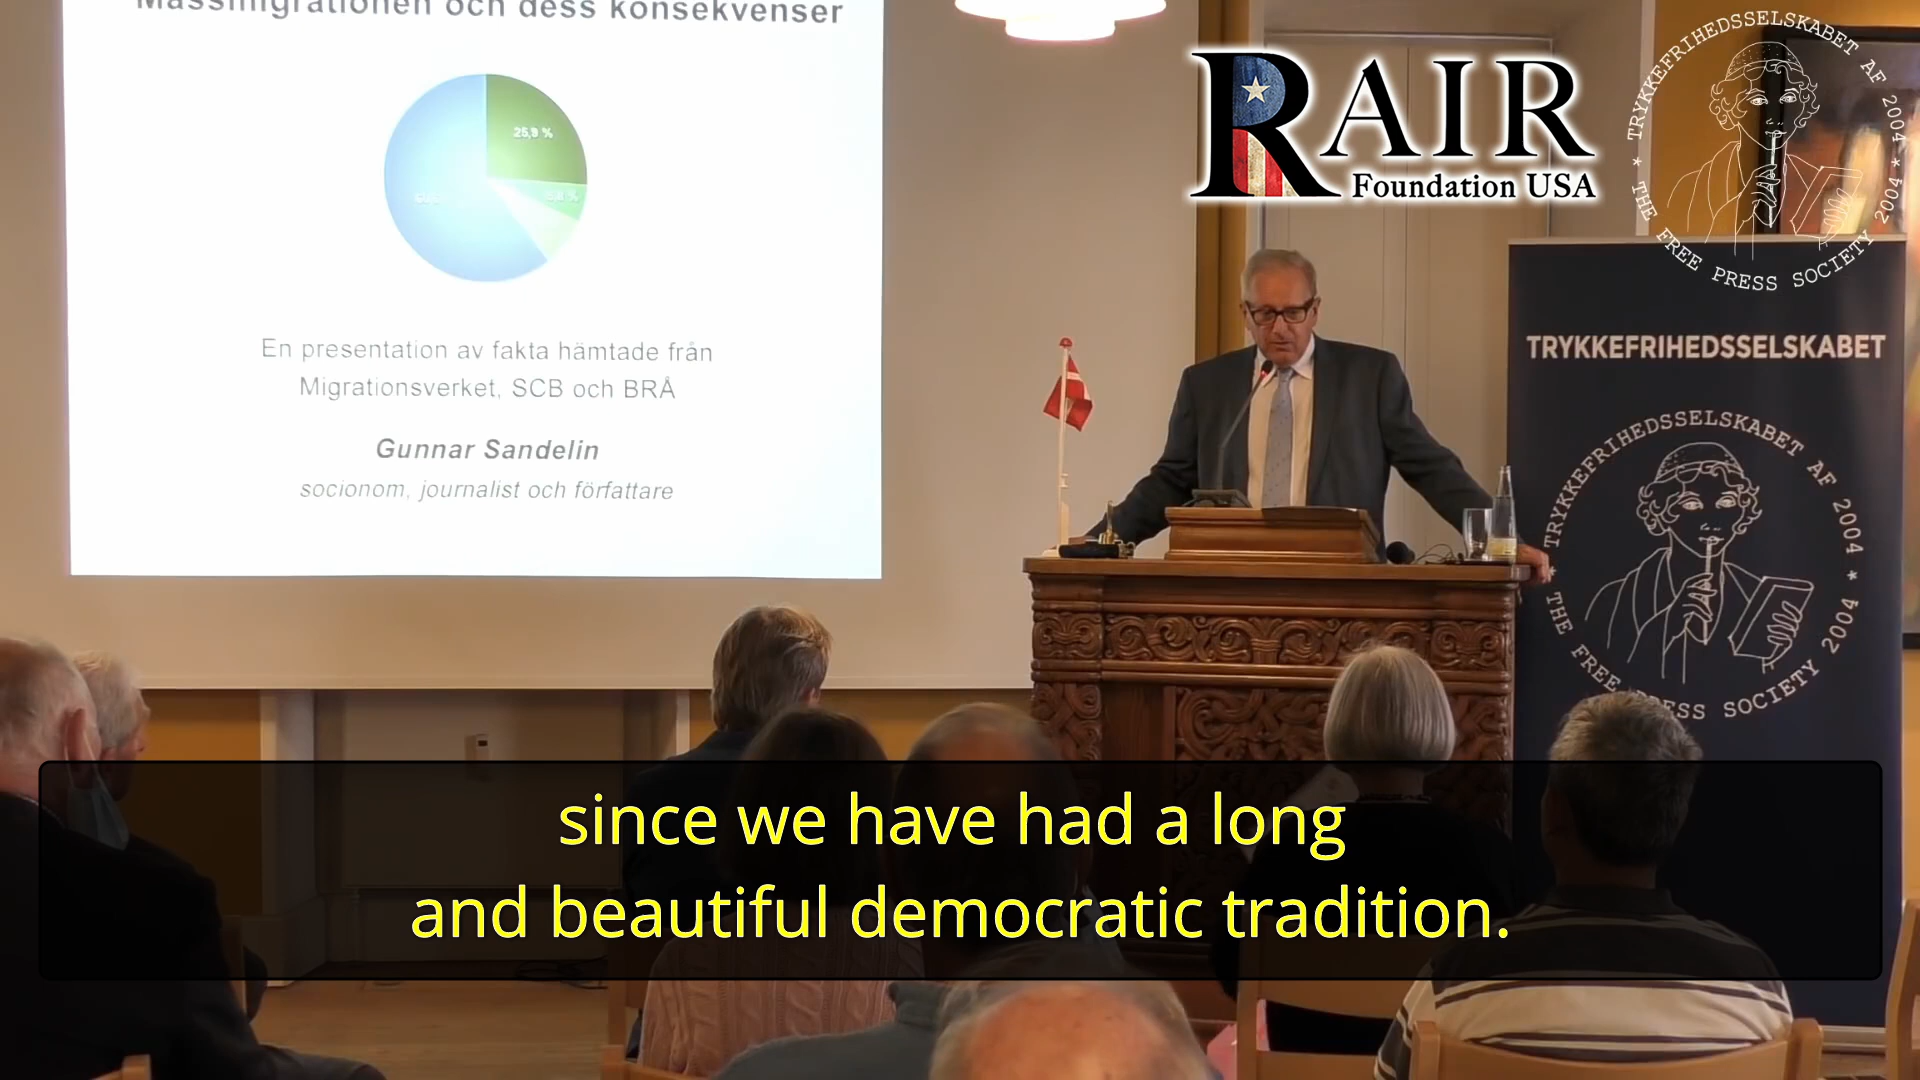 Massmigrationen och dess konsekvenser
25,9 %
En presentation av fakta hämtade från
Migrationsverket, SCB och BRÅ
Gunnar Sandelin
socionom, journalist och författare
RAIR
Foundation USA
TRYKKEFRIHEDSSELSKABET AF 2004 * THE FREE PRESS SOCIETY 2004 *
TRYKKEFRIHEDSSELSKABET
TRYKKEFRIHEDSSELSKABET AF 2004 * THE FREE PRESS SOCIETY 2004 *
since we have had a long
and beautiful democratic tradition.